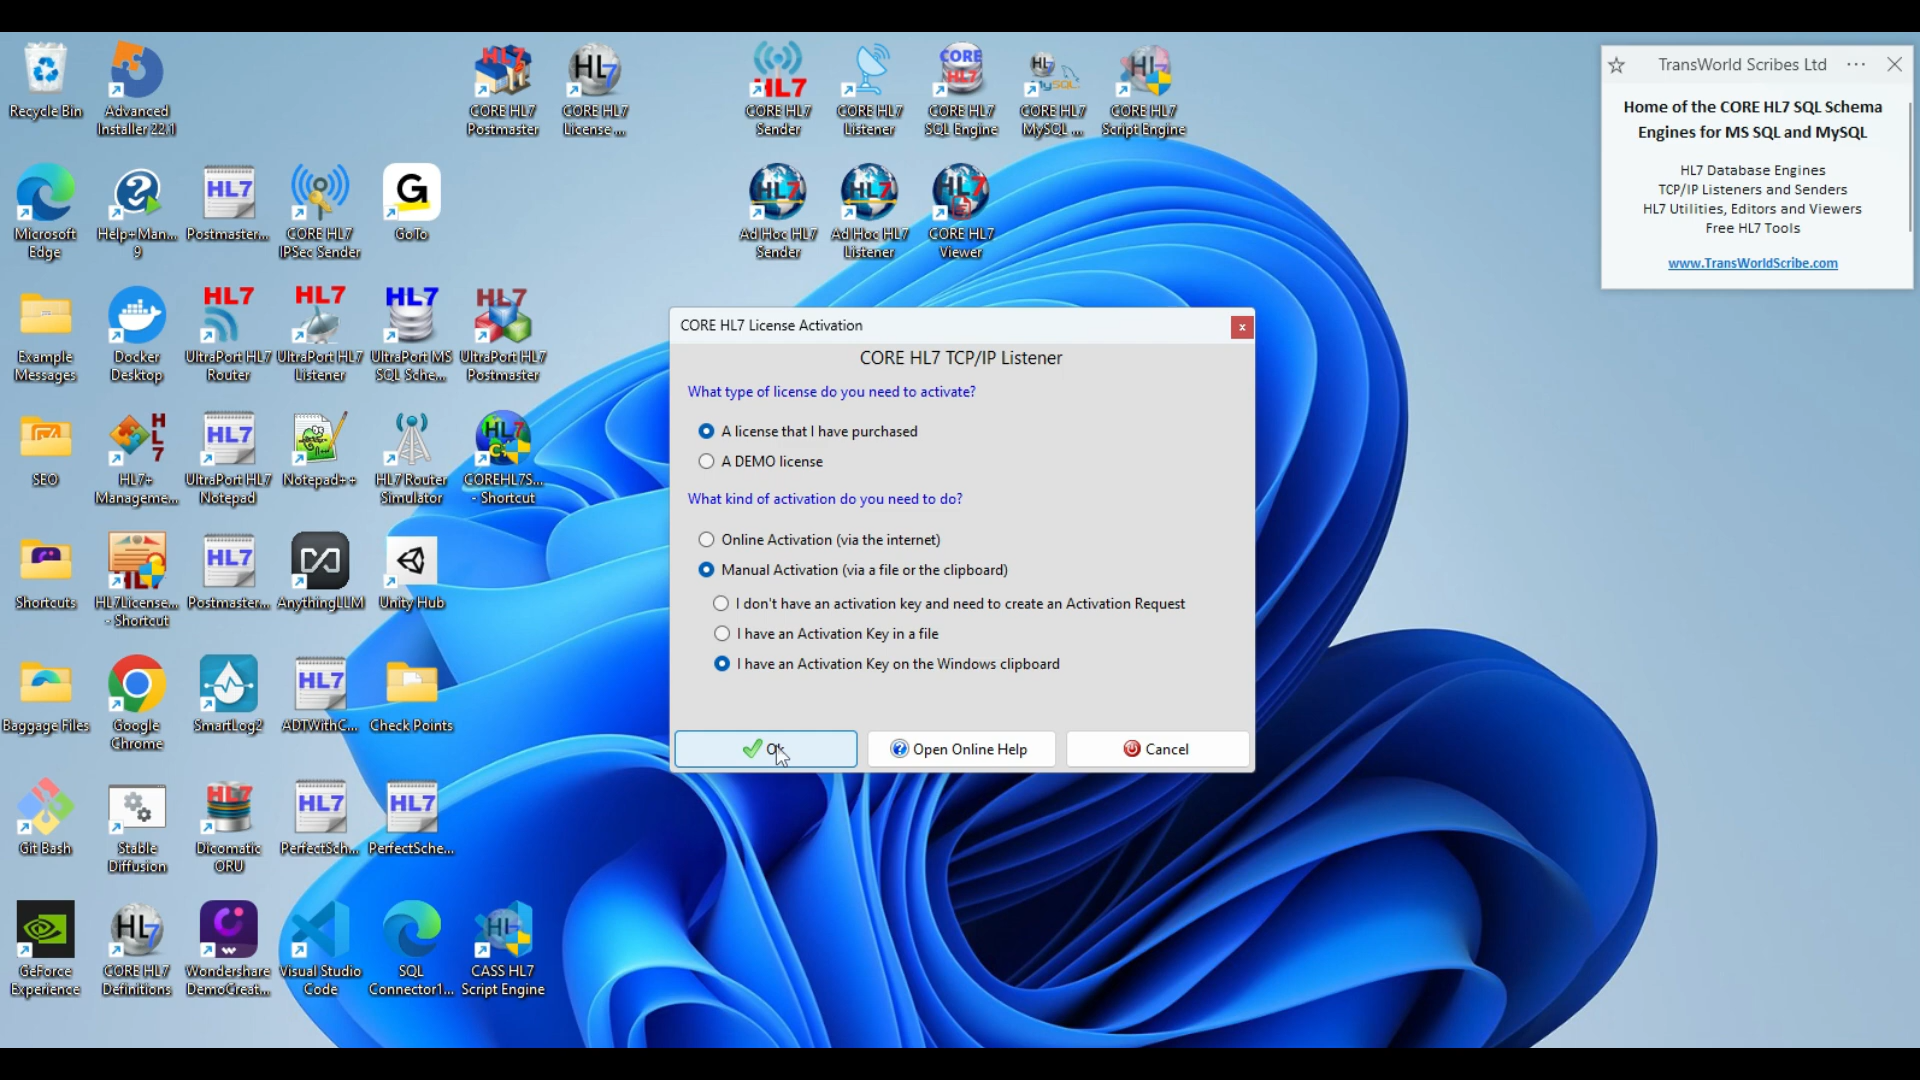 Recycle Bin
Advanced
Installer 22.1
CORE HL7
Postmaster
CORE HL7
License ...
CORE HL7
Sender
CORE HL7
Listener
CORE HL7
SQL Engine
CORE HL7
MySQL ...
CORE HL7
Script Engine
TransWorld Scribes Ltd
Home of the CORE HL7 SQL Schema
Engines for MS SQL and MySQL
HL7 Database Engines
TCP/IP Listeners and Senders
HL7 Utilities, Editors and Viewers
Free HL7 Tools
www.TransWorldScribe.com
Microsoft
Edge
Help+Man...
9
Postmaster...
CORE HL7
IPSec Sender
GoTo
Ad Hoc HL7
Sender
Ad Hoc HL7
Listener
CORE HL7
Viewer
Example
Messages
Docker
Desktop
UltraPort HL7
Router
UltraPort HL7
Listener
UltraPort MS
SQL Sche...
UltraPort HL7
Postmaster
SEO
HL7+
Manageme...
UltraPort HL7
Notepad
Notepad++
HL7 Router
Simulator
COREHL7S...
- Shortcut
Shortcuts
HL7License...
- Shortcut
Postmaster...
AnythingLLM
Unity Hub
Baggage Files
Google
Chrome
SmartLog2
ADTWithC...
Check Points
Git Bash
Stable
Diffusion
Dicomatic
ORU
PerfectSch...
PerfectSche...
GeForce
Experience
CORE HL7
Definitions
Wondershare
DemoCreat...
Visual Studio
Code
SQL
Connector1...
CASS HL7
Script Engine
CORE HL7 License Activation
CORE HL7 TCP/IP Listener
What type of license do you need to activate?
A license that I have purchased
A DEMO license
What kind of activation do you need to do?
Online Activation (via the internet)
Manual Activation (via a file or the clipboard)
I don't have an activation key and need to create an Activation Request
I have an Activation Key in a file
I have an Activation Key on the Windows clipboard
Ok
Open Online Help
Cancel